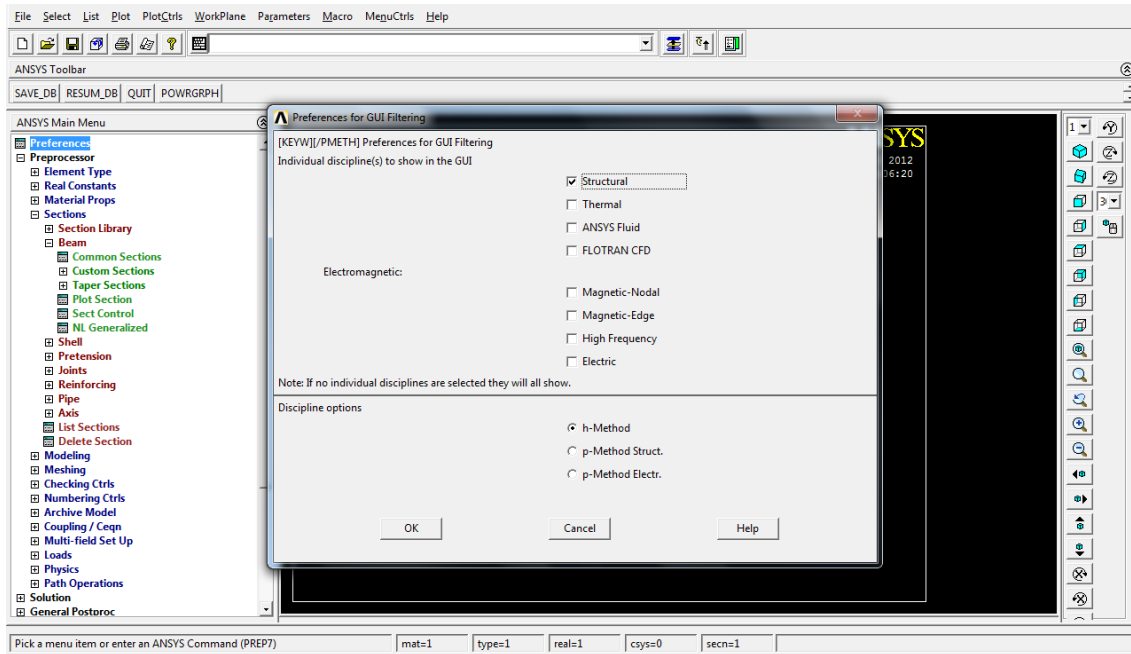 File Select List Plot PlotCtrls WorkPlane Parameters Macro MenuCtrls Help
ANSYS Toolbar
SAVE_DB RESUM_DB QUIT POWRGRPH
ANSYS Main Menu
Preferences
Preprocessor
Element Type
Real Constants
Material Props
Sections
Section Library
Beam
Common Sections
Custom Sections
Taper Sections
Plot Section
Sect Control
NL Generalized
Shell
Pretension
Joints
Reinforcing
Pipe
Axis
List Sections
Delete Section
Modeling
Meshing
Checking Ctrls
Numbering Ctrls
Archive Model
Coupling / Ceqn
Multi-field Set Up
Loads
Physics
Path Operations
Solution
General Postproc
Preferences for GUI Filtering
[KEYW][/PMETH] Preferences for GUI Filtering
Individual discipline(s) to show in the GUI
Structural
Thermal
ANSYS Fluid
FLOTRAN CFD
Electromagnetic:
Magnetic-Nodal
Magnetic-Edge
High Frequency
Electric
Note: If no individual disciplines are selected they will all show.
Discipline options
h-Method
p-Method Struct.
p-Method Electr.
OK Cancel Help
SYS
2012
06:20
1
3
Pick a menu item or enter an ANSYS Command (PREP7) mat=1 type=1 real=1 csys=0 secn=1